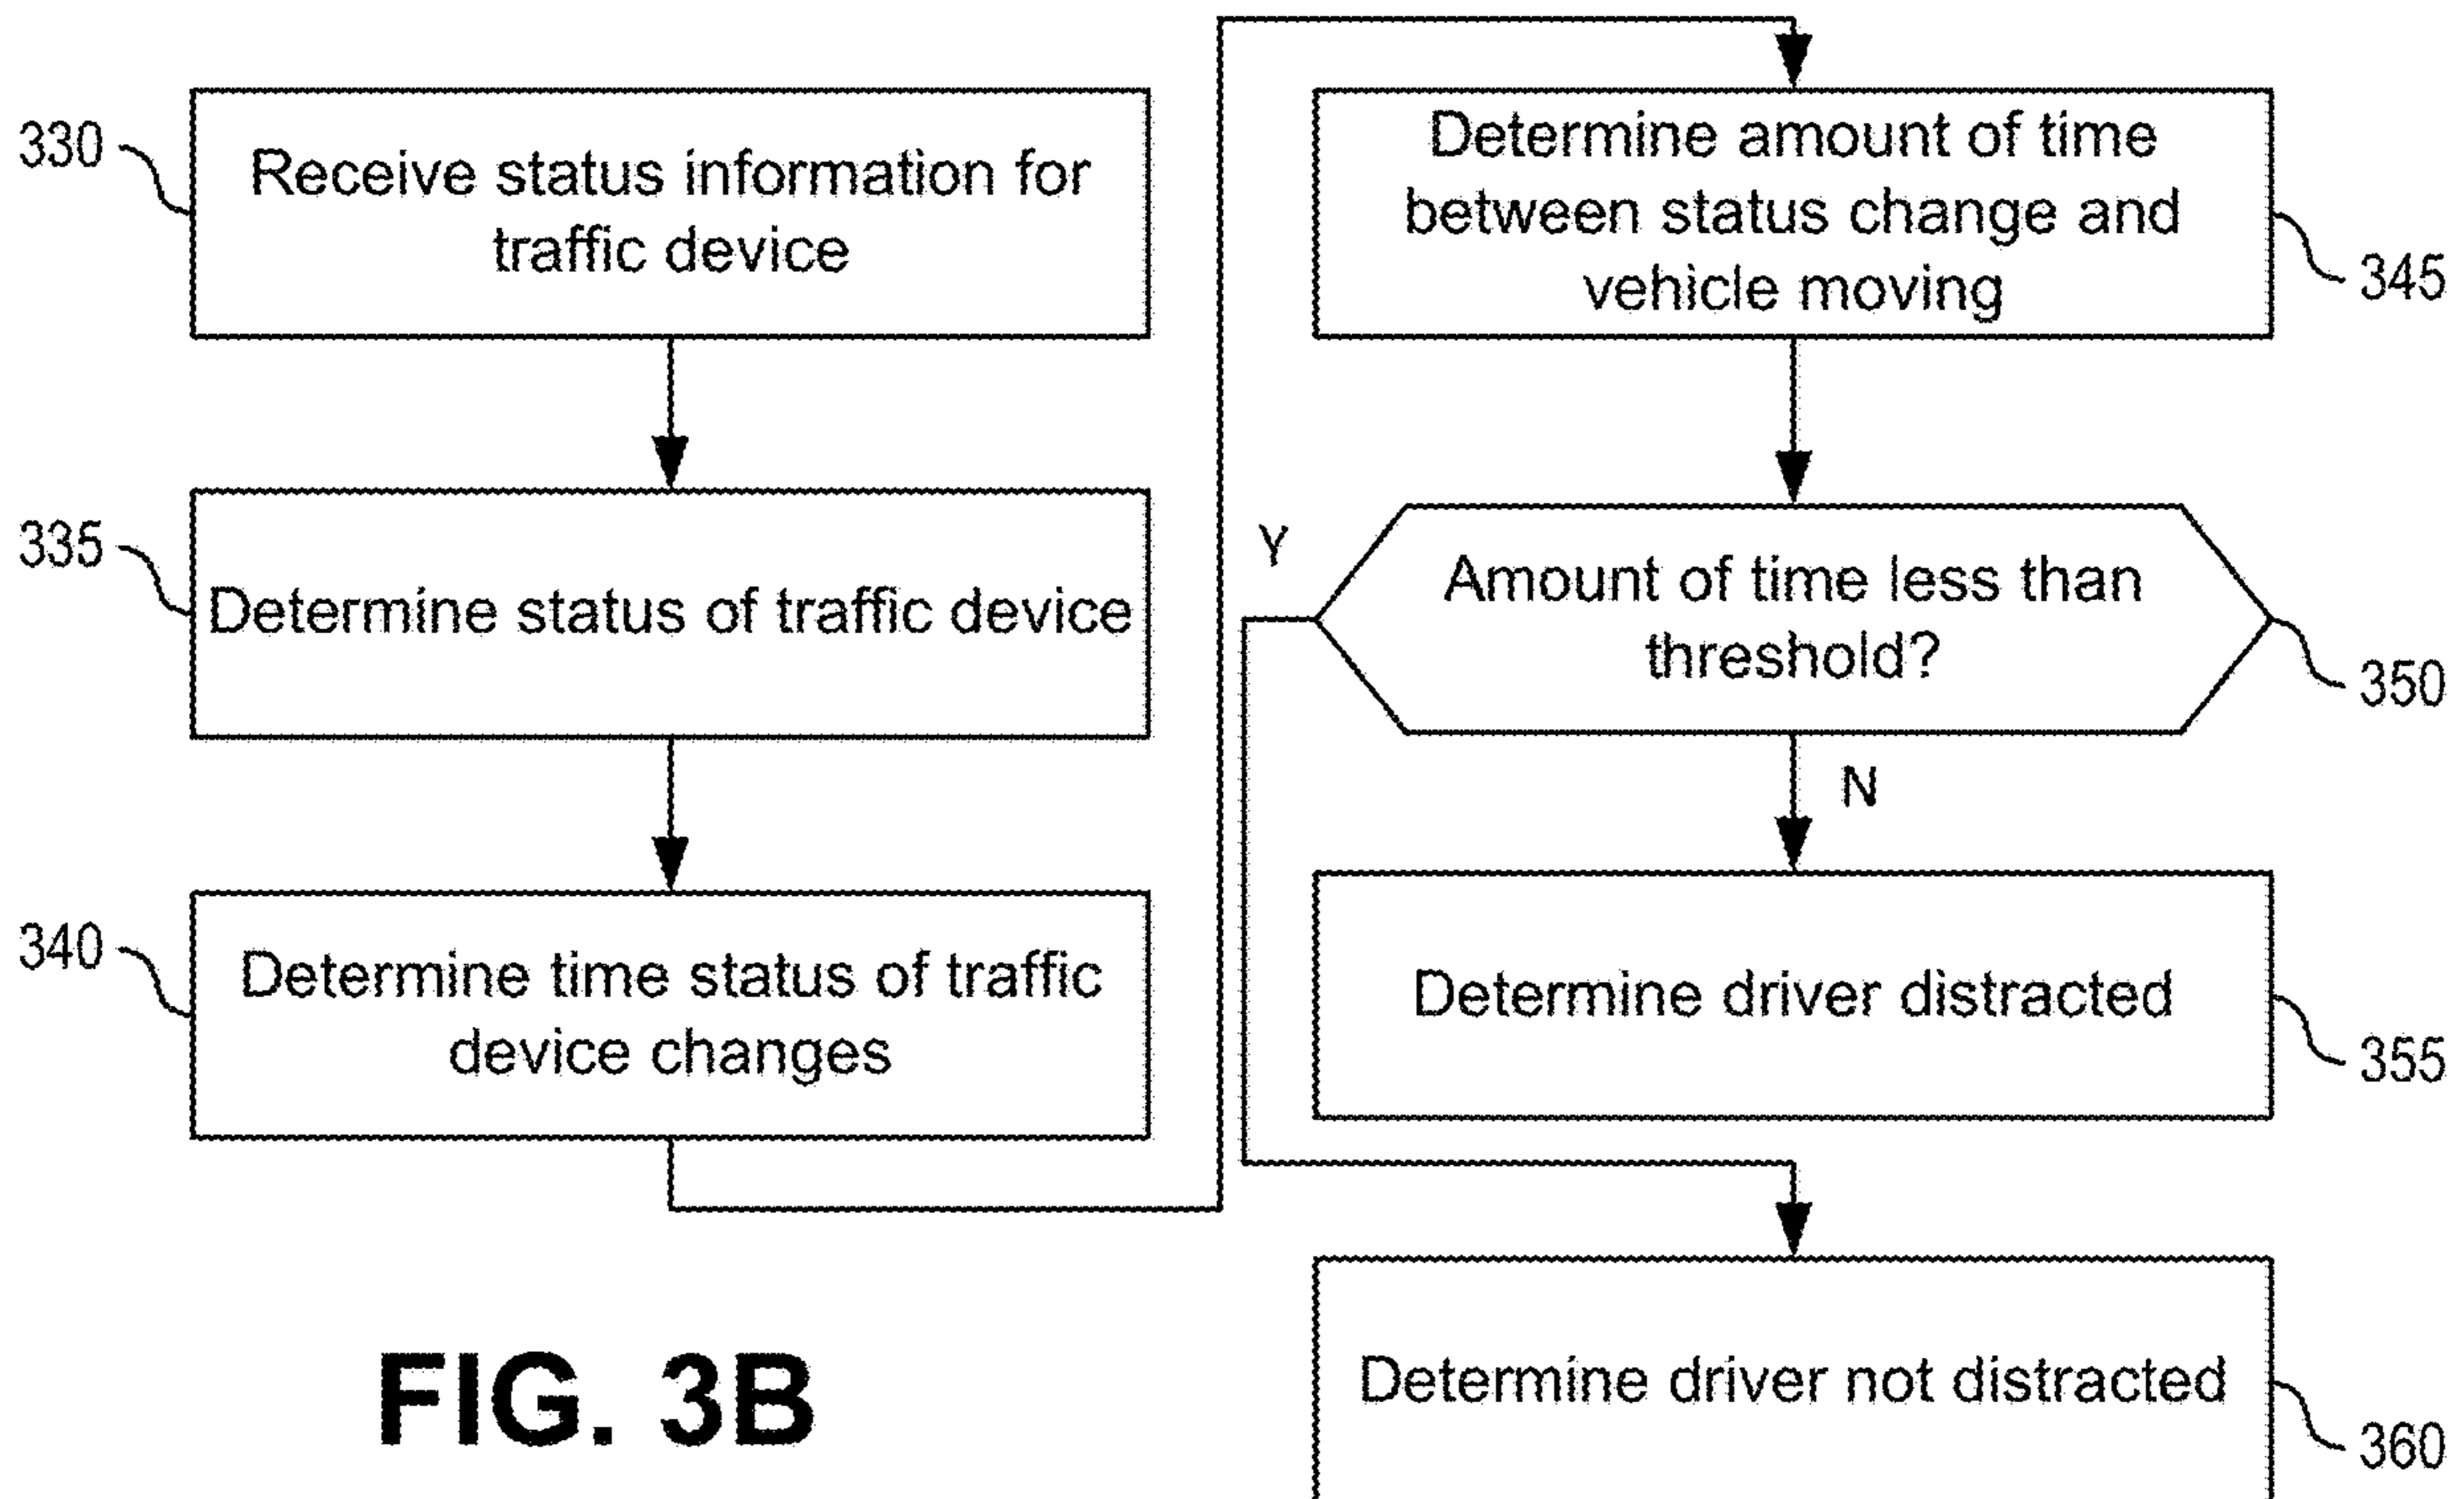 330
Receive status information for
traffic device
335
Determine status of traffic device
340
Determine time status of traffic
device changes
Determine amount of time
between status change and
vehicle moving
345
Y
Amount of time less than
threshold?
350
N
Determine driver distracted
355
Determine driver not distracted
360
FIG. 3B